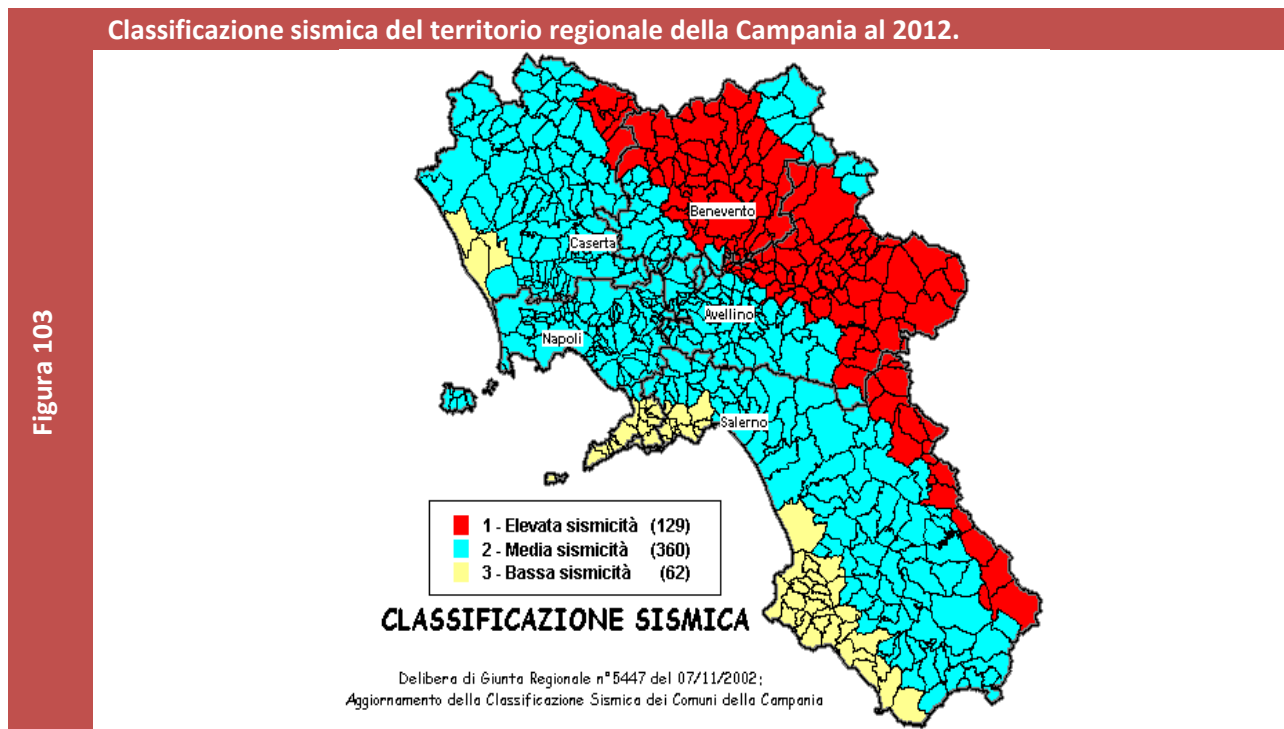 Classificazione sismica del territorio regionale della Campania al 2012.
Figura 103
Benevento
Caserta
Avellino
Napoli
Salerno
1 - Elevata sismicità (129)
2 - Media sismicità (360)
3 - Bassa sismicità (62)
CLASSIFICAZIONE SISMICA
Delibera di Giunta Regionale n°5447 del 07/11/2002;
Aggiornamento della Classificazione Sismica dei Comuni della Campania